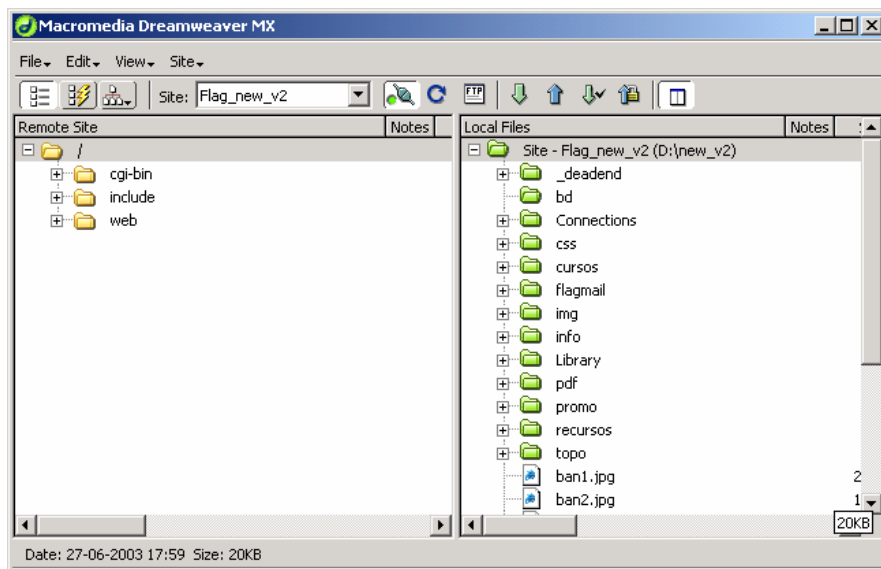 Macromedia Dreamweaver MX
File Edit View Site
Site: Flag_new_v2
FTP
Remote Site Notes
/
cgi-bin
include
web
Local Files Notes
Site - Flag_new_v2 (D:\new_v2)
_deadend
bd
Connections
css
cursos
flagmail
img
info
Library
pdf
promo
recursos
topo
ban1.jpg 2
ban2.jpg 1
20KB
Date: 27-06-2003 17:59 Size: 20KB